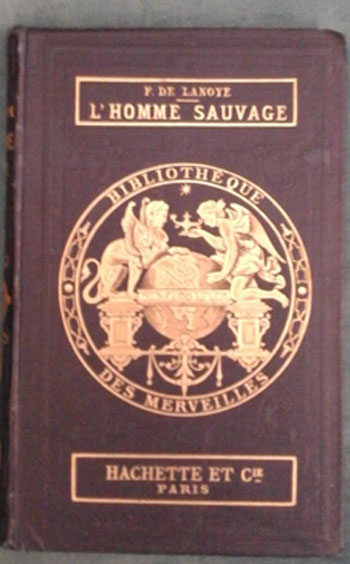 F. DE LANOYE
L'HOMME SAUVAGE
BIBLIOTHÈQUE
DES MERVEILLES
HACHETTE ET CIE
PARIS